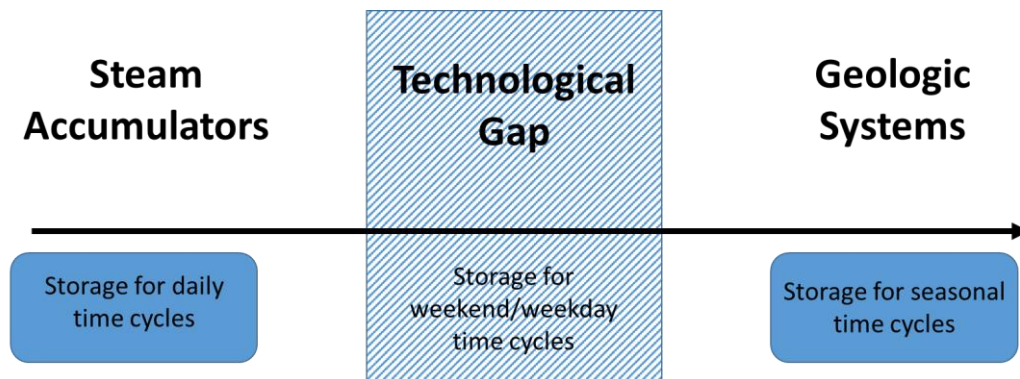 Steam
Accumulators
Technological
Gap
Geologic
Systems
Storage for daily
time cycles
Storage for
weekend/weekday
time cycles
Storage for seasonal
time cycles